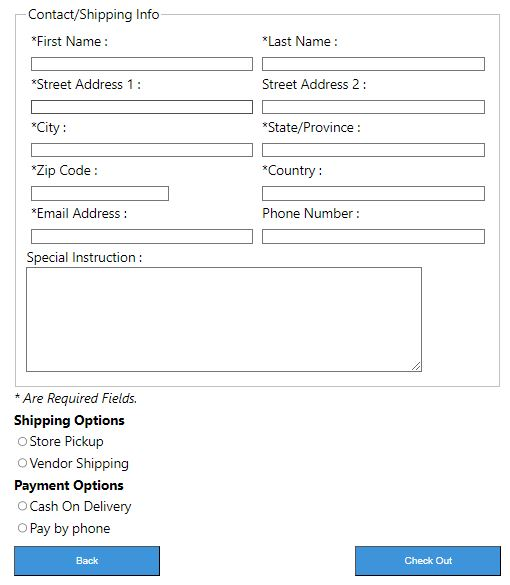 Contact/Shipping Info
*First Name : *Last Name :
*Street Address 1 : Street Address 2 :
*City : *State/Province :
*Zip Code : *Country :
*Email Address : Phone Number :
Special Instruction :
* Are Required Fields.
Shipping Options
Store Pickup
Vendor Shipping
Payment Options
Cash On Delivery
Pay by phone
Back Check Out